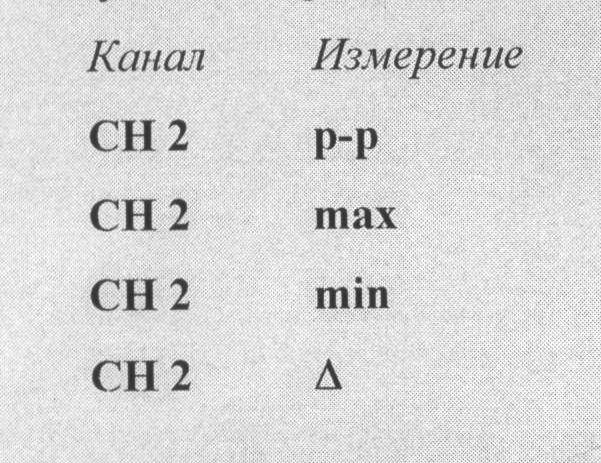 Канал Измерение
CH 2 p-p
CH 2 max
CH 2 min
CH 2 Δ